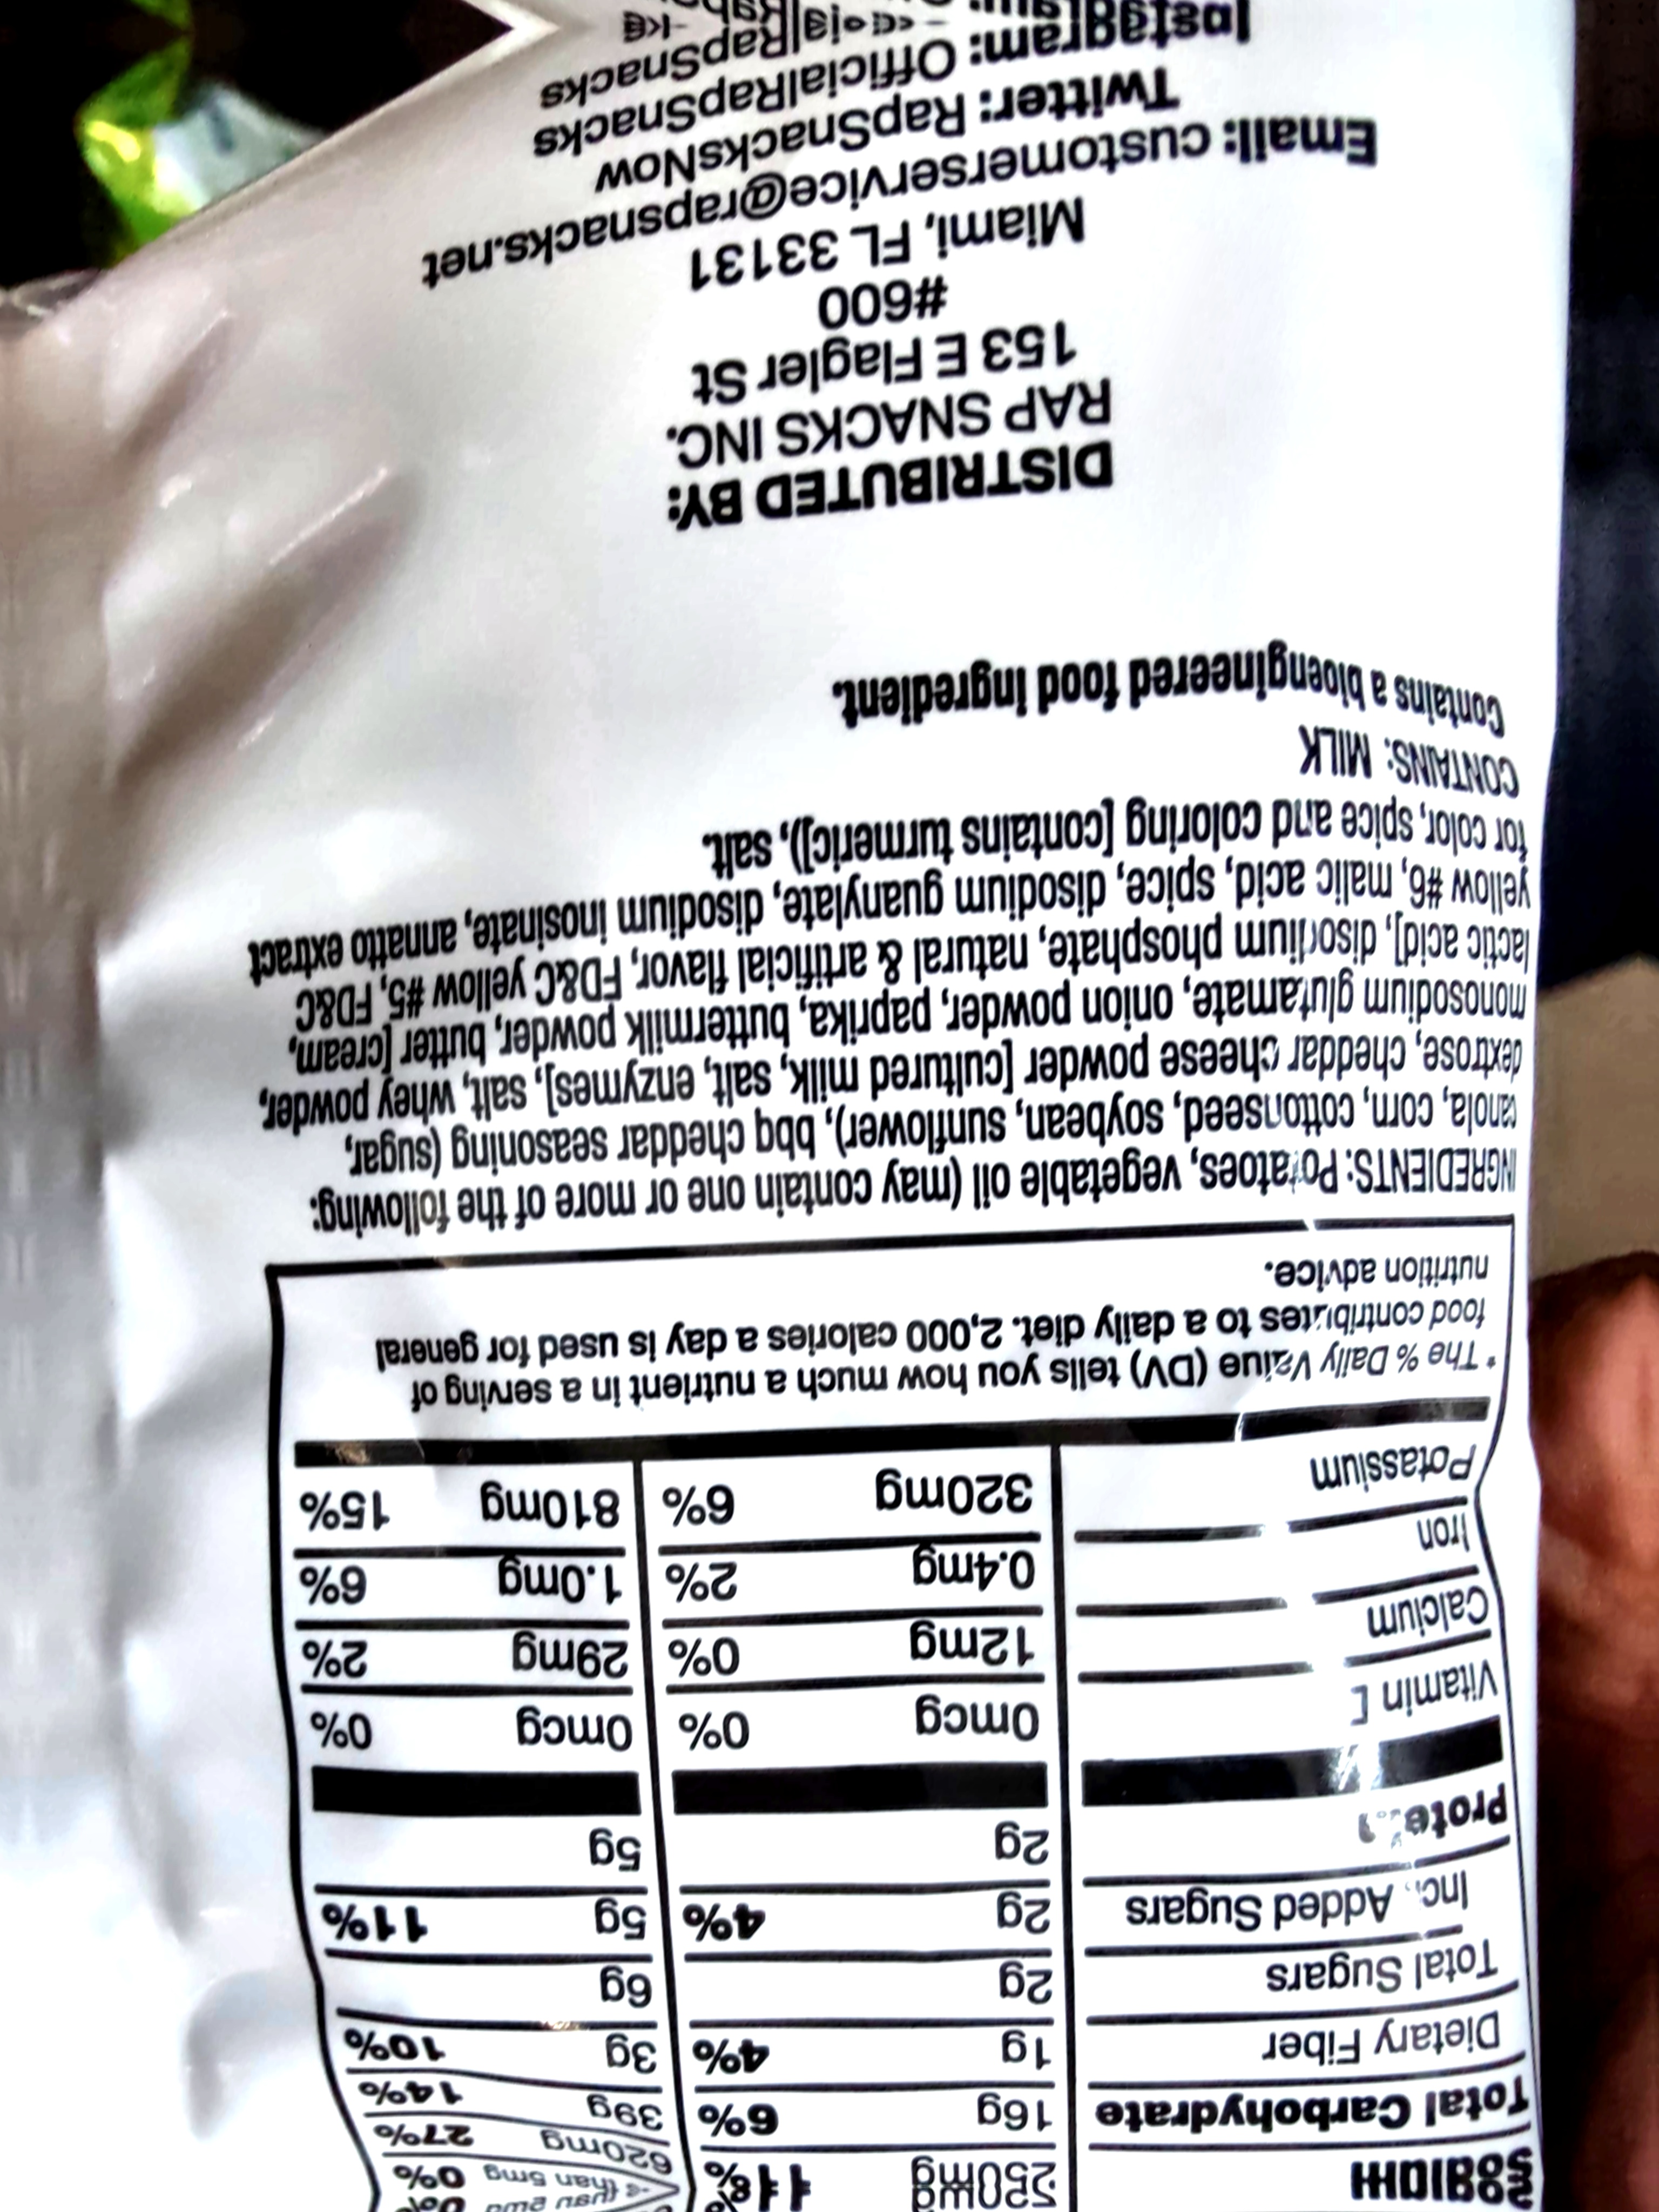 than 5mg 0%
Sodium 250mg 11% 620mg 27%
Total Carbohydrate 16g 6% 39g 14%
Dietary Fiber 1g 4% 3g 10%
Total Sugars 2g 6g
Inc. Added Sugars 2g 4% 5g 11%
Protein 2g 5g
Vitamin D 0mcg 0% 0mcg 0%
Calcium 12mg 0% 29mg 2%
Iron 0.4mg 2% 1.0mg 6%
Potassium 320mg 6% 810mg 15%
* The % Daily Value (DV) tells you how much a nutrient in a serving of
food contributes to a daily diet. 2,000 calories a day is used for general
nutrition advice.
INGREDIENTS: Potatoes, vegetable oil (may contain one or more of the following:
canola, corn, cottonseed, soybean, sunflower), bbq cheddar seasoning (sugar,
dextrose, cheddar cheese powder [cultured milk, salt, enzymes], salt, whey powder,
monosodium glutamate, onion powder, paprika, buttermilk powder, butter [cream,
lactic acid], disodium phosphate, natural & artificial flavor, FD&C yellow #5, FD&C
yellow #6, malic acid, spice, disodium guanylate, disodium inosinate, annatto extract
for color, spice and coloring [contains turmeric]), salt.
CONTAINS: MILK
Contains a bioengineered food ingredient.
DISTRIBUTED BY:
RAP SNACKS INC.
153 E Flagler St
#600
Miami, FL 33131
Email: customerservice@rapsnacks.net
Twitter: RapSnacksNow
Instagram: OfficialRapSnacks
RapSnacks